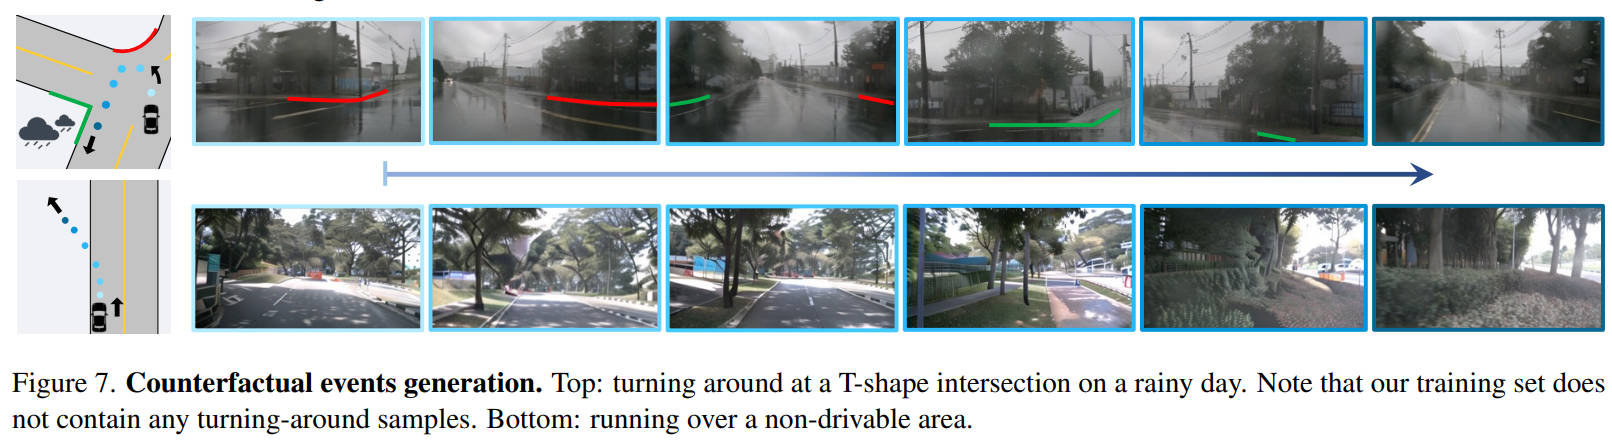 Figure 7. Counterfactual events generation. Top: turning around at a T-shape intersection on a rainy day. Note that our training set does
not contain any turning-around samples. Bottom: running over a non-drivable area.